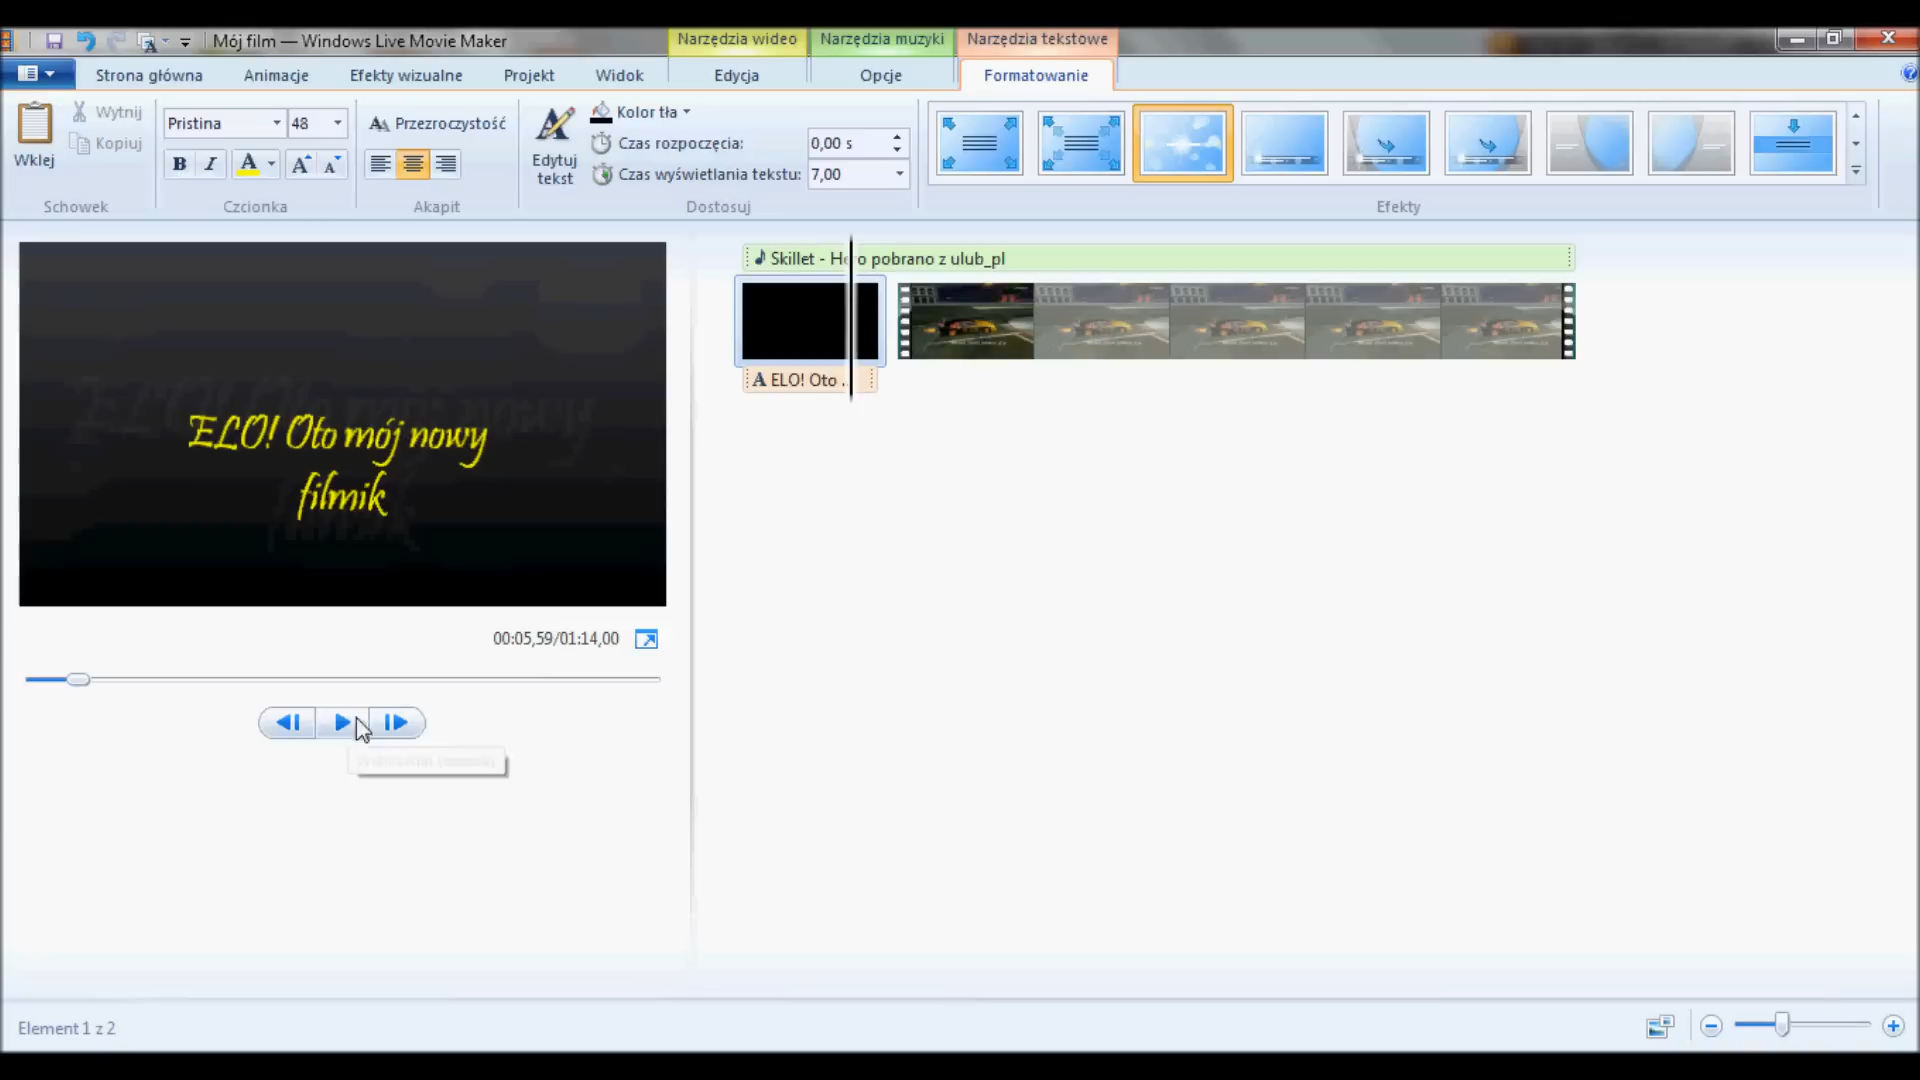 Mój film — Windows Live Movie Maker
Narzędzia wideo
Narzędzia muzyki
Narzędzia tekstowe
Strona główna
Animacje
Efekty wizualne
Projekt
Widok
Edycja
Opcje
Formatowanie
Wklej
Wytnij
Kopiuj
Schowek
Pristina
48
B
I
A
A
A
Czcionka
Przezroczystość
Akapit
Edytuj
tekst
Kolor tła
Czas rozpoczęcia:
0,00 s
Czas wyświetlania tekstu:
7,00
Dostosuj
Efekty
Skillet - Hero pobrano z ulub_pl
A ELO! Oto ...
ELO! Oto mój nowy
filmik
00:05,59/01:14,00
Element 1 z 2